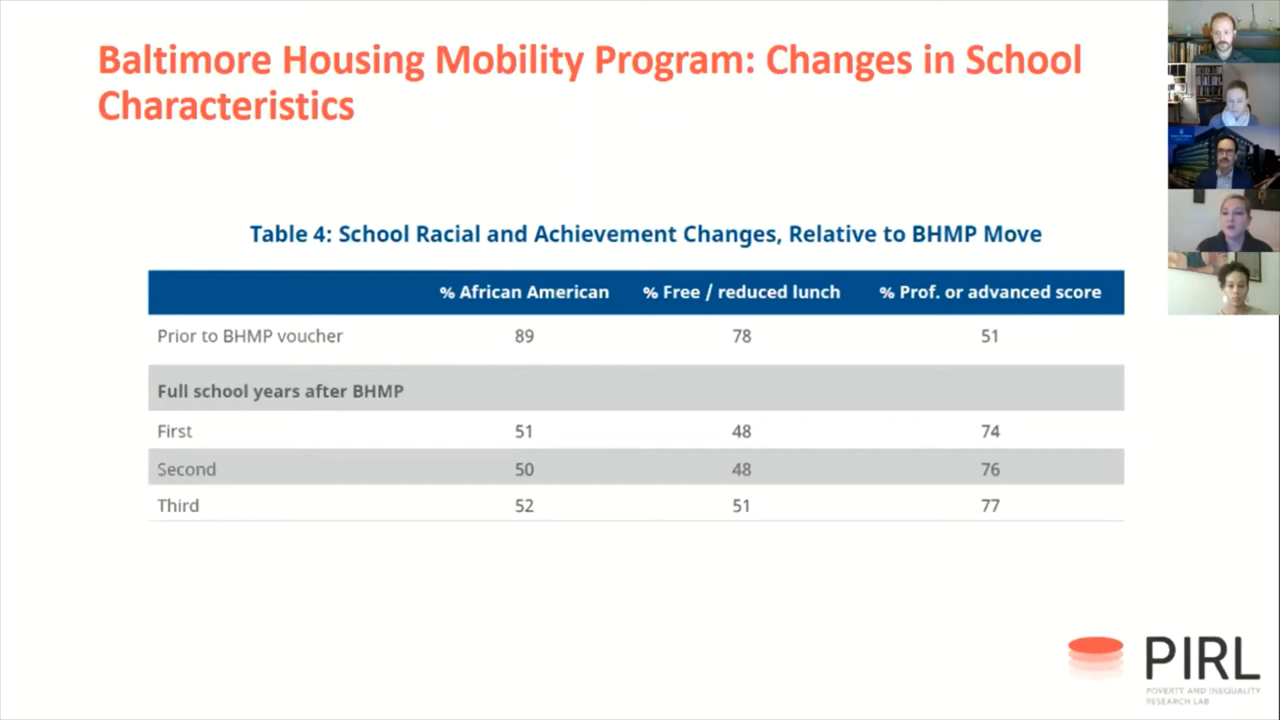 Baltimore Housing Mobility Program: Changes in School
Characteristics
Table 4: School Racial and Achievement Changes, Relative to BHMP Move
% African American % Free / reduced lunch % Prof. or advanced score
Prior to BHMP voucher 89 78 51
Full school years after BHMP
First 51 48 74
Second 50 48 76
Third 52 51 77
PIRL
POVERTY AND INEQUALITY
RESEARCH LAB